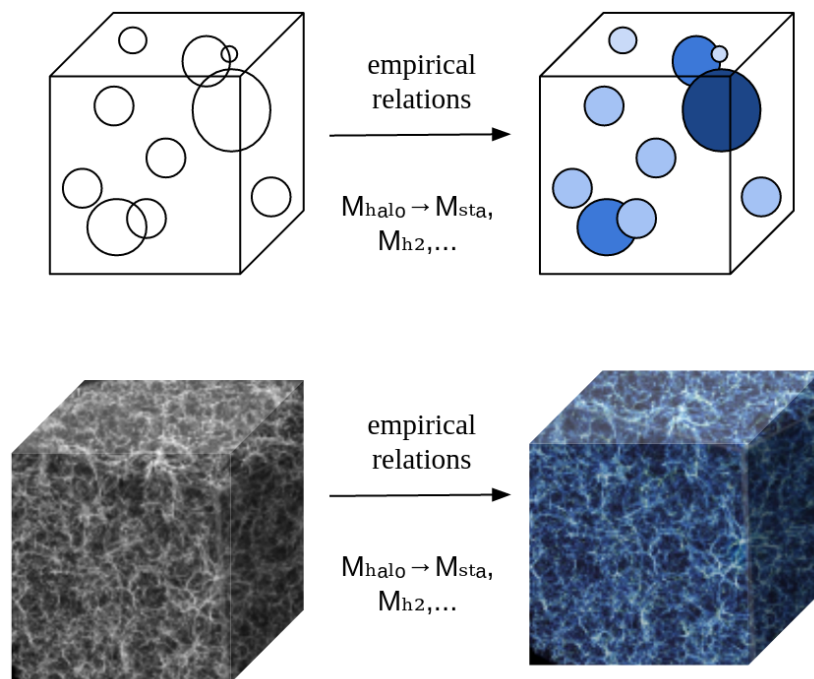 empirical
relations
Mhalo→Msta,
Mh2,...
empirical
relations
Mhalo→Msta,
Mh2,...